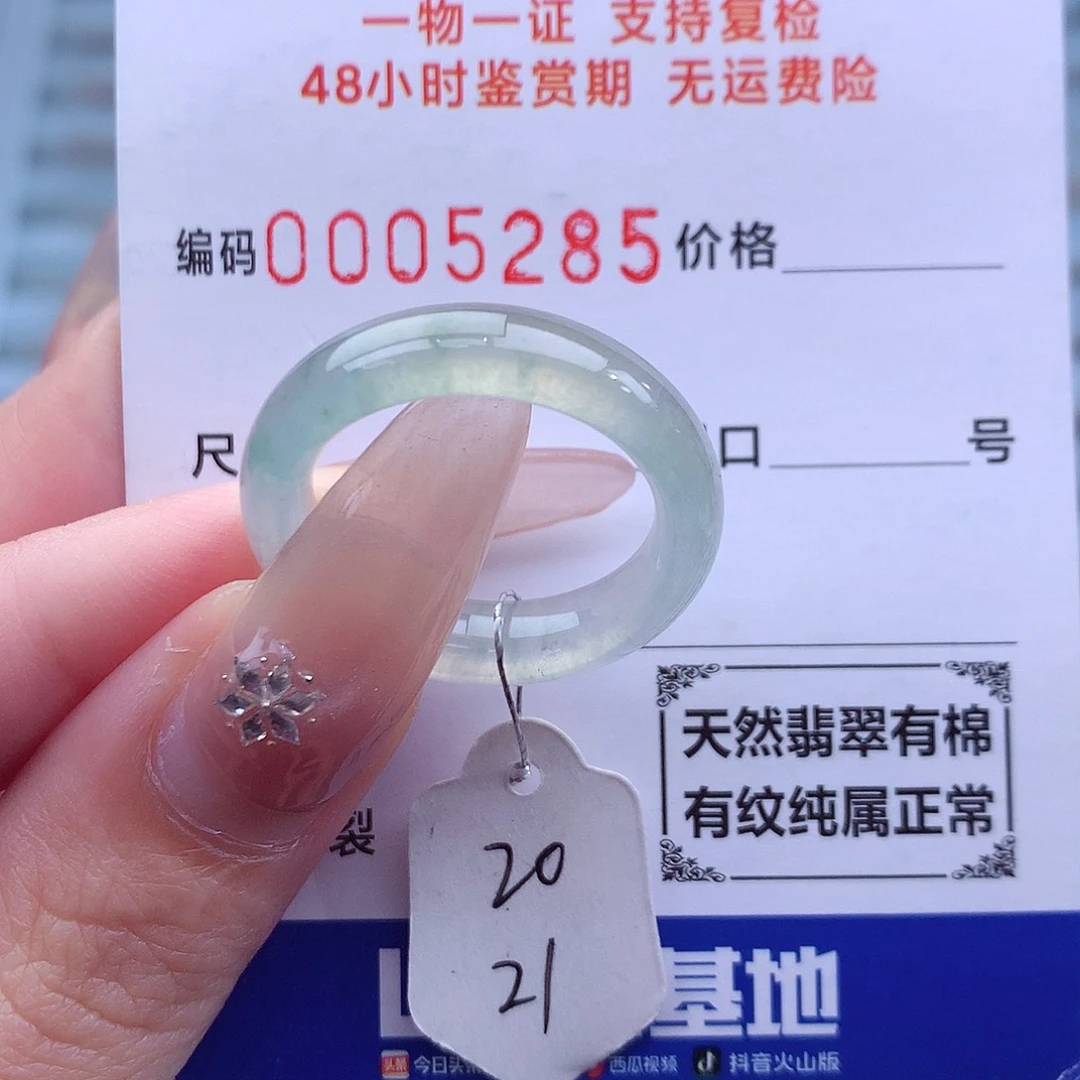 一物一证 支持复检
48小时鉴赏期 无运费险
编码0005285价格
尺 口 号
天然翡翠有棉
有纹纯属正常
裂
20
21
基地
头条 今日头 西瓜视频 抖音火山版